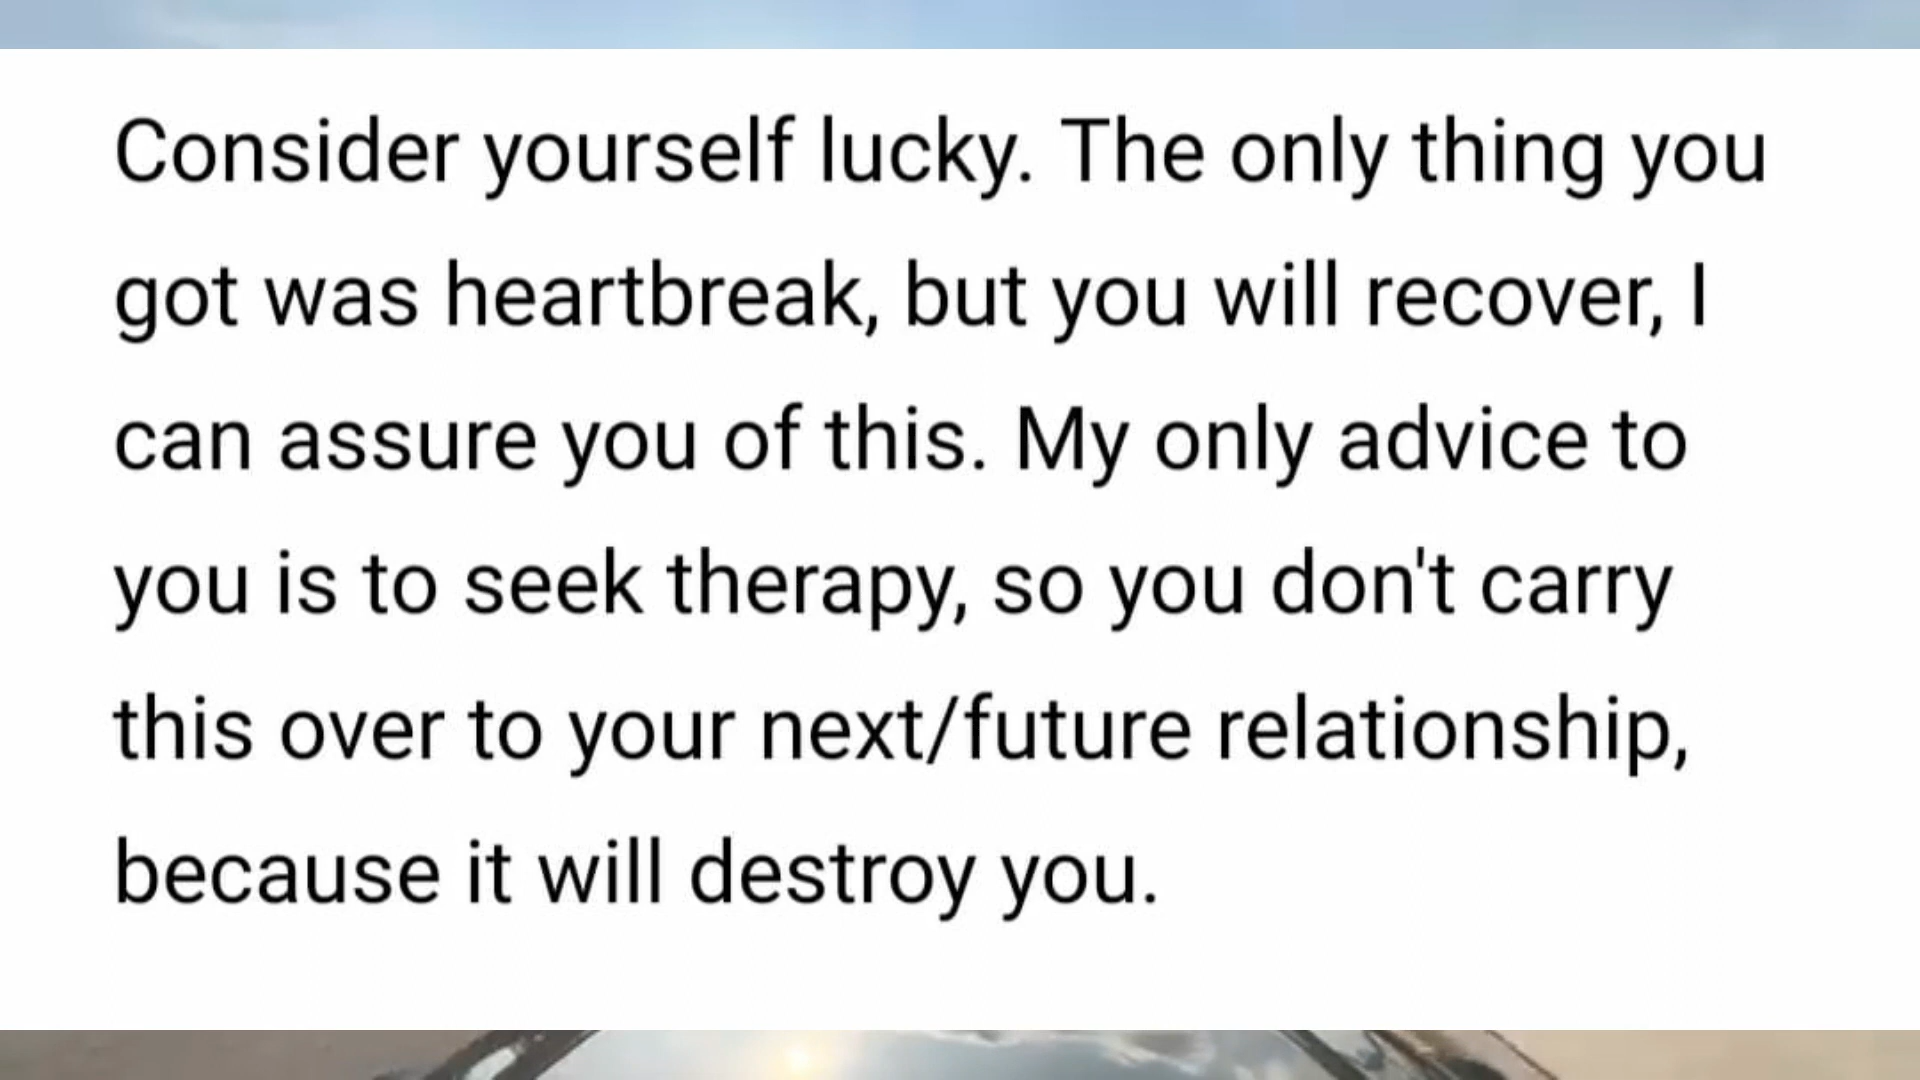 Consider yourself lucky. The only thing you
got was heartbreak, but you will recover, I
can assure you of this. My only advice to
you is to seek therapy, so you don't carry
this over to your next/future relationship,
because it will destroy you.